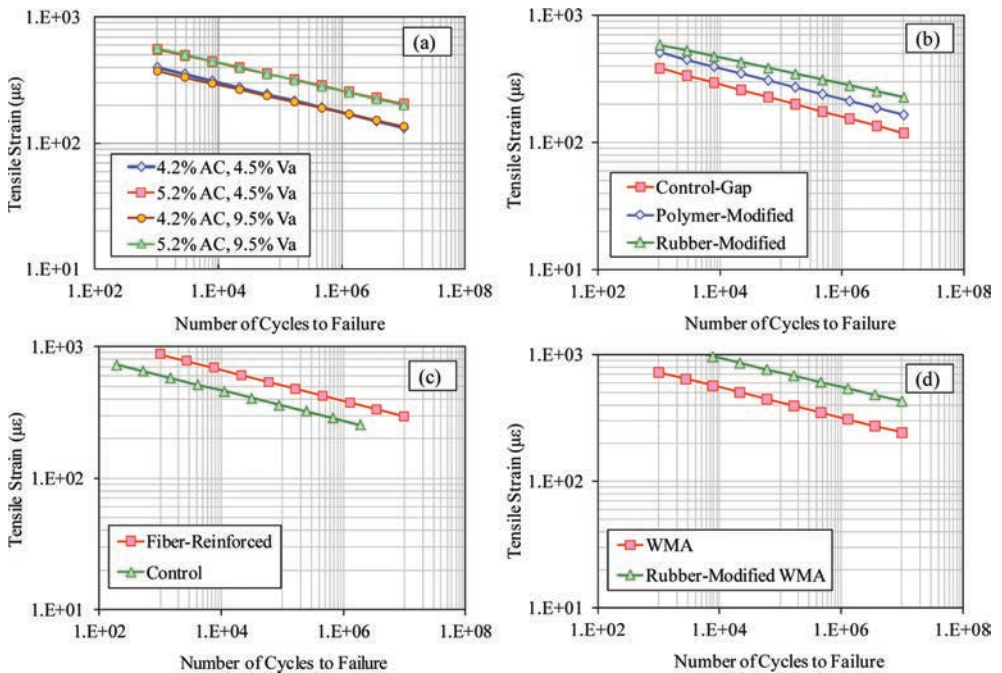 1.E+03
1.E+02
1.E+01
Tensile Strain (µε)
(a)
4.2% AC, 4.5% Va
5.2% AC, 4.5% Va
4.2% AC, 9.5% Va
5.2% AC, 9.5% Va
1.E+02 1.E+04 1.E+06 1.E+08
Number of Cycles to Failure
1.E+03
1.E+02
1.E+01
Tensile Strain (µε)
(b)
Control-Gap
Polymer-Modified
Rubber-Modified
1.E+02 1.E+04 1.E+06 1.E+08
Number of Cycles to Failure
1.E+03
1.E+02
1.E+01
Tensile Strain (µε)
(c)
Fiber-Reinforced
Control
1.E+02 1.E+04 1.E+06 1.E+08
Number of Cycles to Failure
1.E+03
1.E+02
1.E+01
Tensile Strain (µε)
(d)
WMA
Rubber-Modified WMA
1.E+02 1.E+04 1.E+06 1.E+08
Number of Cycles to Failure